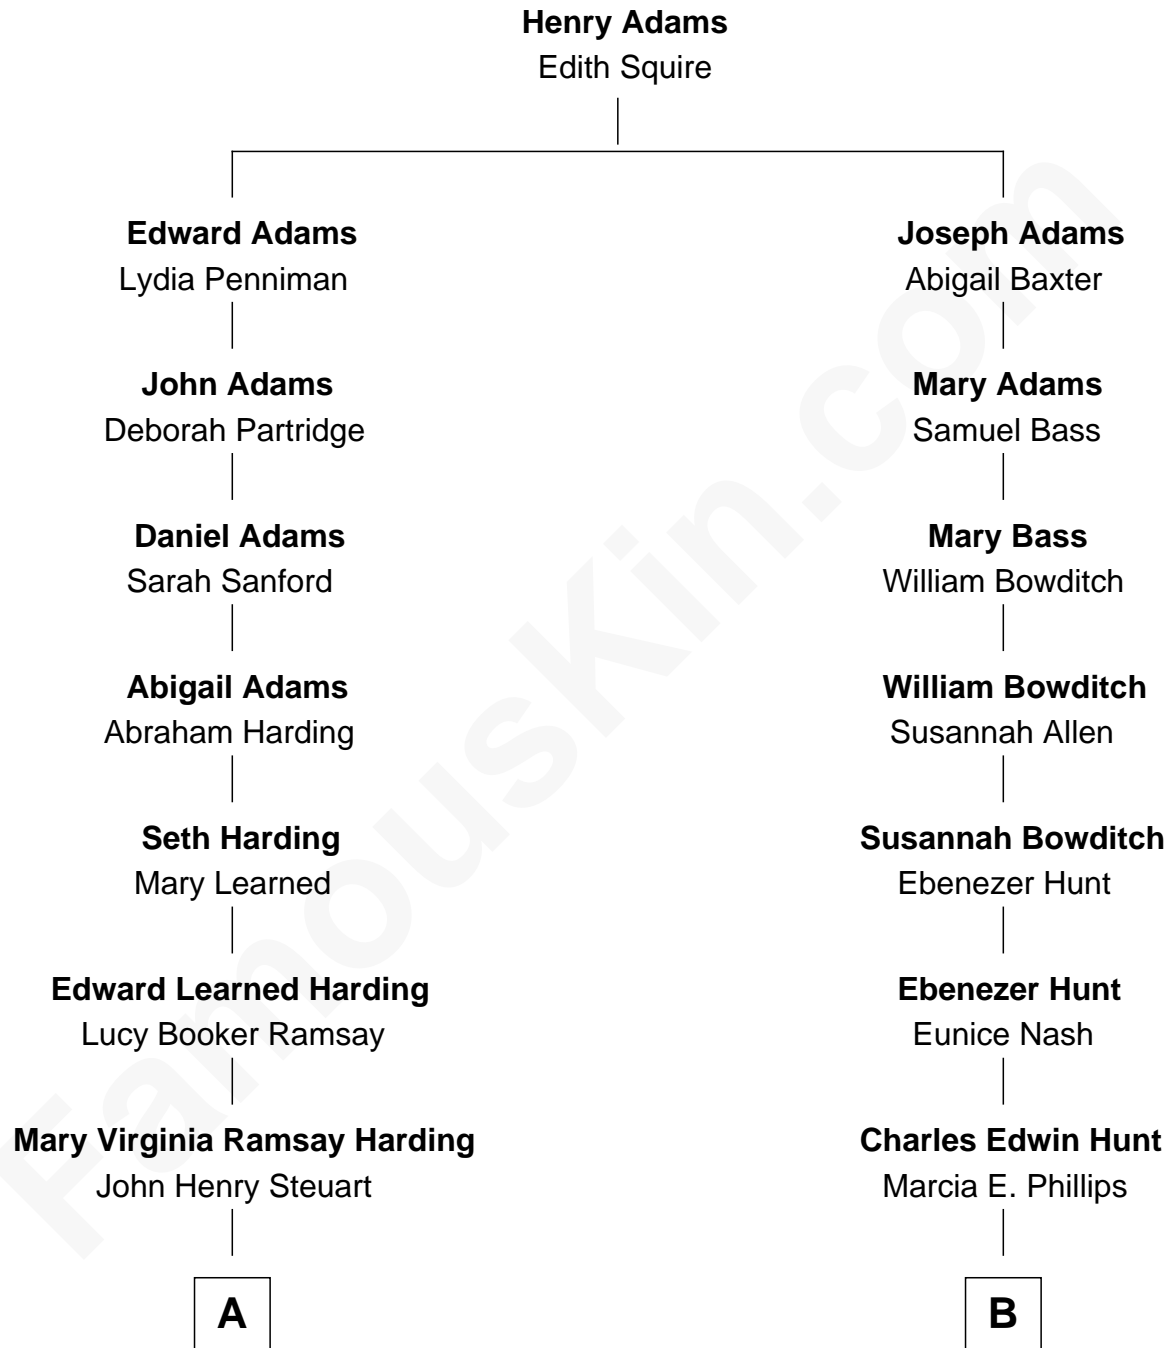 Henry Adams
Edith Squire
Edward Adams
Lydia Penniman
Joseph Adams
Abigail Baxter
John Adams
Deborah Partridge
Mary Adams
Samuel Bass
Daniel Adams
Sarah Sanford
Mary Bass
William Bowditch
Abigail Adams
Abraham Harding
William Bowditch
Susannah Allen
Seth Harding
Mary Learned
Susannah Bowditch
Ebenezer Hunt
Edward Learned Harding
Lucy Booker Ramsay
Ebenezer Hunt
Eunice Nash
Mary Virginia Ramsay Harding
John Henry Steuart
Charles Edwin Hunt
Marcia E. Phillips
A
B
FamousKin.com